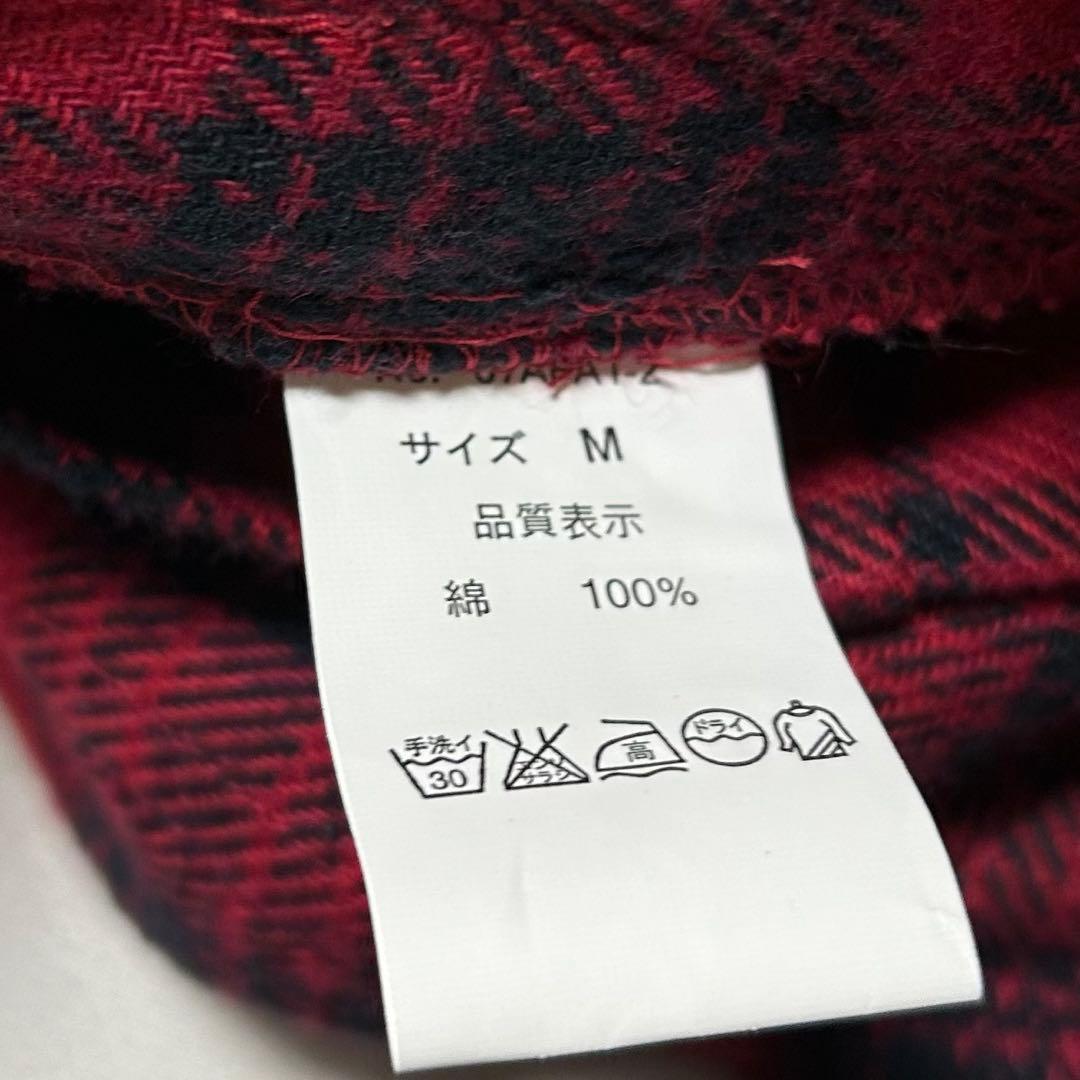 サイズ M
品質表示
綿 100%
手洗イ
30
高
ドライ